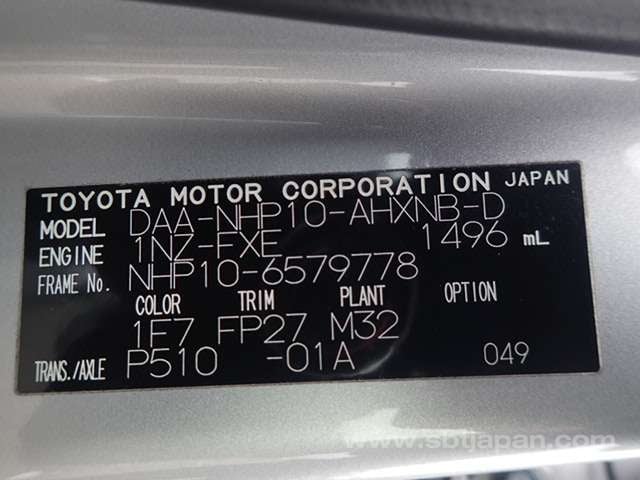 TOYOTA MOTOR CORPORATION JAPAN
MODEL DAA-NHP10-AHXNB-D
ENGINE 1NZ-FXE 1496 mL
FRAME No. NHP10-6579778
COLOR TRIM PLANT OPTION
1F7 FP27 M32
TRANS./AXLE P510 -01A 049
www.sbtjapan.com